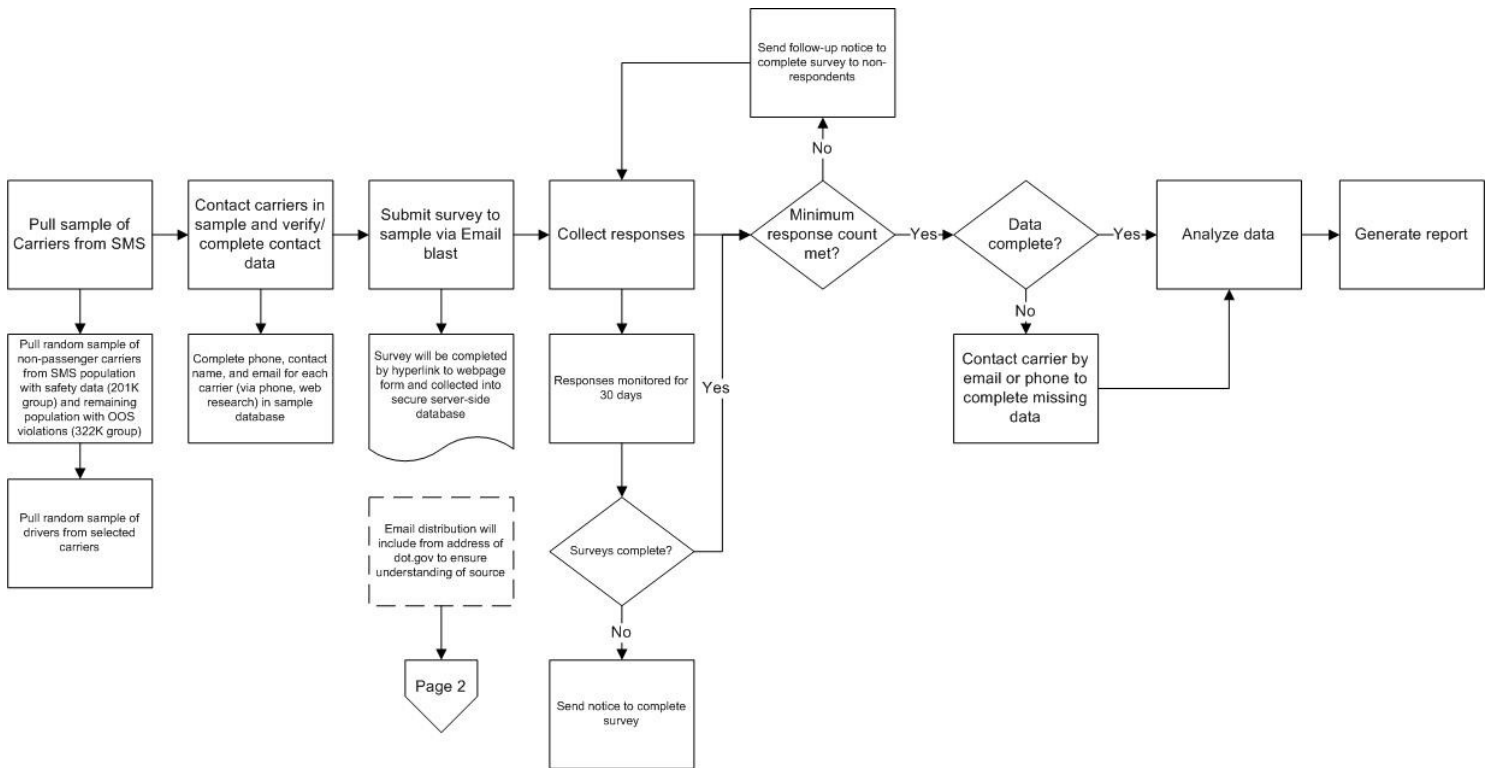 Send follow-up notice to
complete survey to non-
respondents
No
Pull sample of
Carriers from SMS
Contact carriers in
sample and verify/
complete contact
data
Submit survey to
sample via Email
blast
Collect responses
Minimum
response count
met?
Yes
Data
complete?
Yes
Analyze data
Generate report
No
Pull random sample of
non-passenger carriers
from SMS population
with safety data (201K
group) and remaining
population with OOS
violations (322K group)
Complete phone, contact
name, and email for each
carrier (via phone, web
research) in sample
database
Survey will be completed
by hyperlink to webpage
form and collected into
secure server-side
database
Responses monitored for
30 days
Yes
Contact carrier by
email or phone to
complete missing
data
Pull random sample of
drivers from selected
carriers
Email distribution will
include from address of
dot.gov to ensure
understanding of source
Surveys complete?
No
Page 2
Send notice to complete
survey